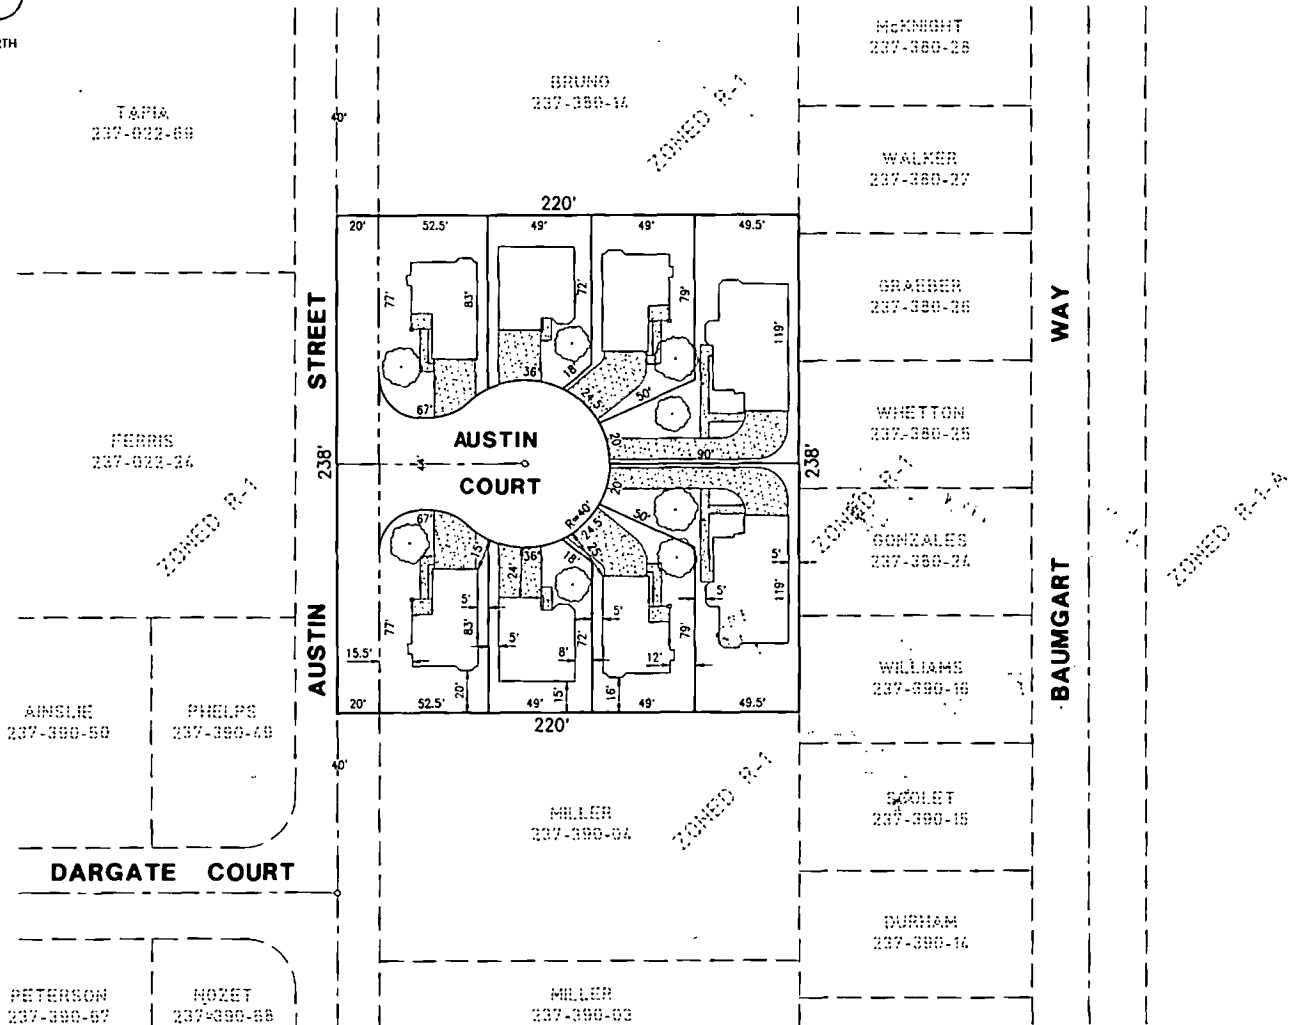 RTH
TAPIA
237-022-69
40'
BRUNO
237-380-14
ZONED R-1
McKNIGHT
237-380-28
WALKER
237-380-27
220'
20' 52.5' 49' 49' 49.5'
GRAEBER
237-380-26
77' 83' 72' 79' 119'
STREET
WAY
36' 18' 24.5' 50'
67'
WHETTON
237-380-25
FERRIS
237-022-24
ZONED R-1
238'
44'
AUSTIN
COURT
20'
90'
20'
238'
ZONED R-1
ZONED R-1-A
GONZALES
237-380-24
67' 15' 36' 18' 25' R=40' 24.5' 50'
24'
5' 5' 5' 5' 5'
77' 83' 72' 79' 119'
15.5' 8' 12'
AUSTIN
BAUMGART
WILLIAMS
237-390-16
20' 15' 16'
20' 52.5' 49' 49' 49.5'
220'
AINSLIE
237-390-50
PHELPS
237-390-49
40'
ZONED R-1
MILLER
237-390-04
237-390-15
DARGATE COURT
DURHAM
237-390-14
PETERSON
237-390-67
NOZET
237-390-68
MILLER
237-390-03